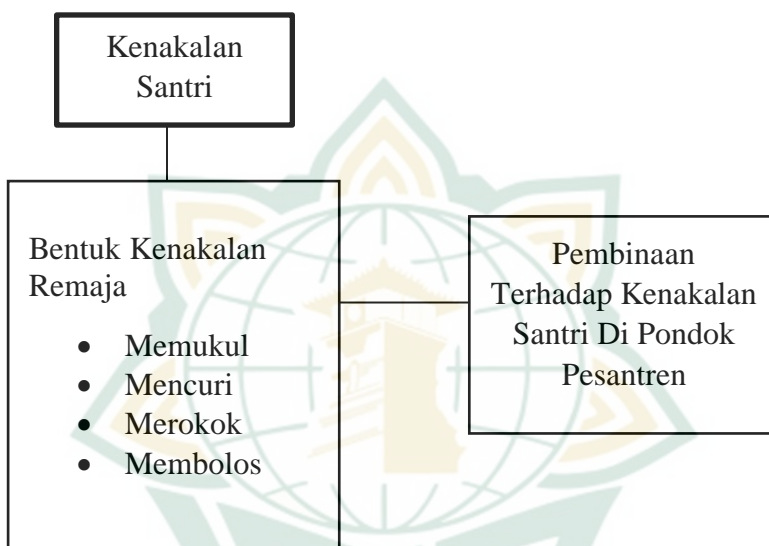 Kenakalan
Santri
Bentuk Kenakalan
Remaja
• Memukul
• Mencuri
• Merokok
• Membolos
Pembinaan
Terhadap Kenakalan
Santri Di Pondok
Pesantren